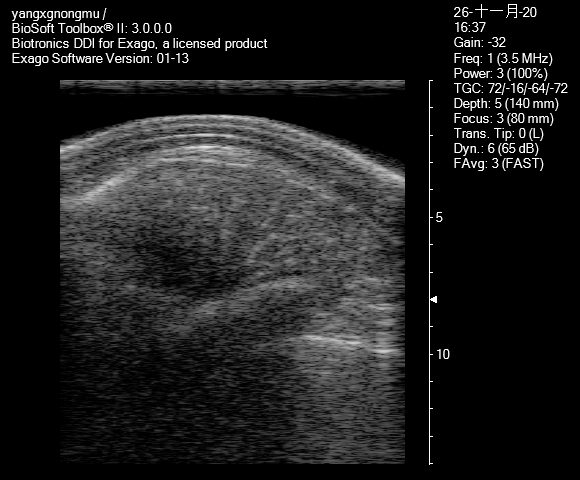 yangxgnongmu /
BioSoft Toolbox® II: 3.0.0.0
Biotronics DDI for Exago, a licensed product
Exago Software Version: 01-13
26-十一月-20
16:37
Gain: -32
Freq: 1 (3.5 MHz)
Power: 3 (100%)
TGC: 72/-16/-64/-72
Depth: 5 (140 mm)
Focus: 3 (80 mm)
Trans. Tip: 0 (L)
Dyn.: 6 (65 dB)
FAvg: 3 (FAST)
5
10